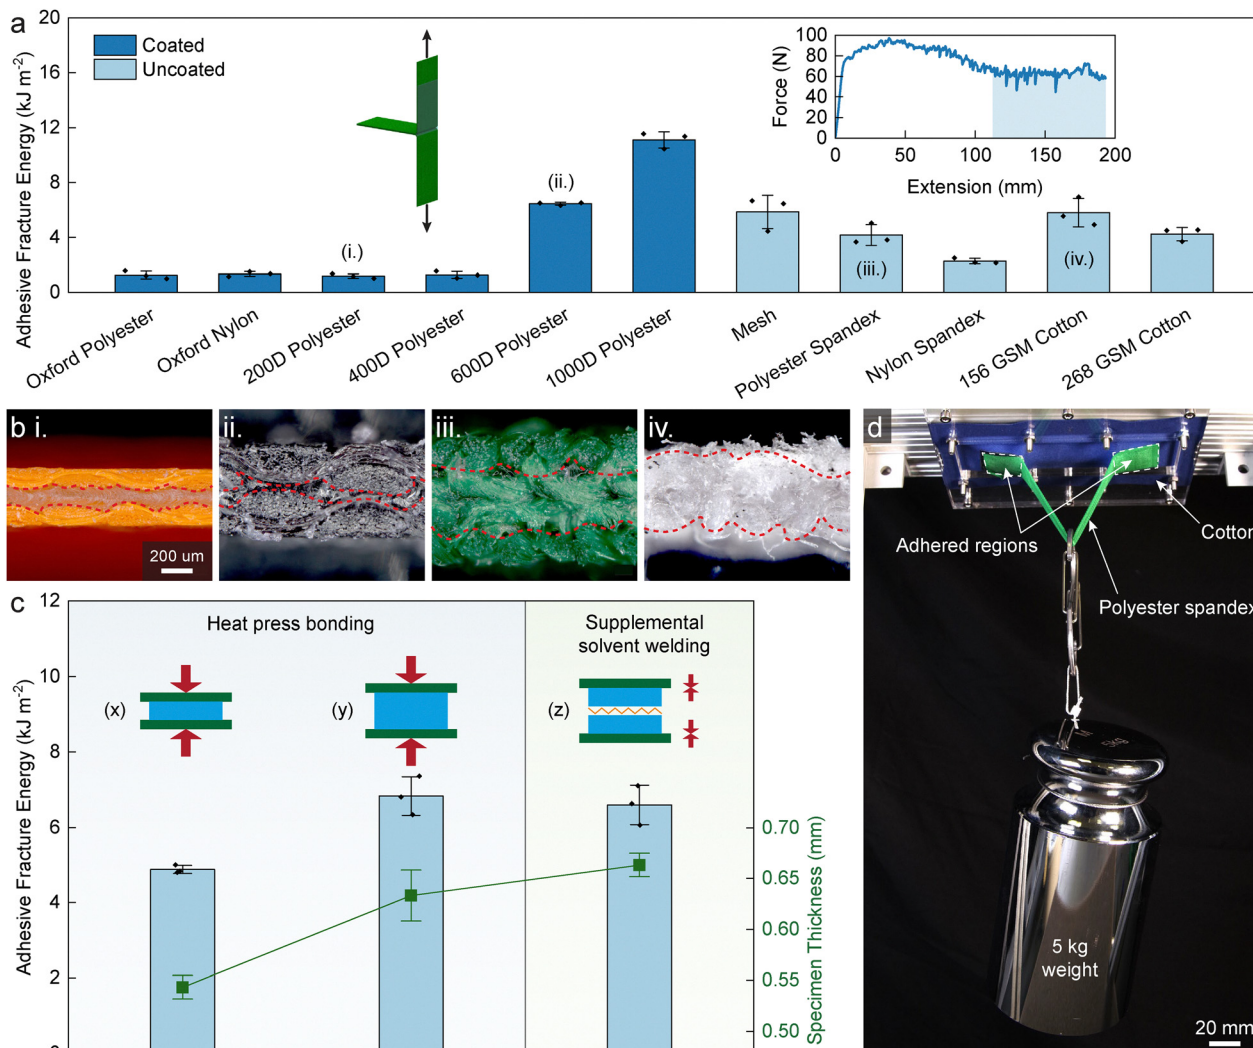 a
20
16
12
8
4
0
Adhesive Fracture Energy (kJ m-2)
Coated
Uncoated
(i.)
(ii.)
(iii.)
(iv.)
100
80
60
40
20
0
Force (N)
0 50 100 150 200
Extension (mm)
Oxford Polyester
Oxford Nylon
200D Polyester
400D Polyester
600D Polyester
1000D Polyester
Mesh
Polyester Spandex
Nylon Spandex
156 GSM Cotton
268 GSM Cotton
b i.
200 um
ii.
iii.
iv.
c
12
10
8
6
4
2
Adhesive Fracture Energy (kJ m-2)
Heat press bonding
Supplemental
solvent welding
(x)
(y)
(z)
0.70
0.65
0.60
0.55
0.50
Specimen Thickness (mm)
d
Adhered regions
Cotton
Polyester spandex
5kg
5 kg
weight
20 mm